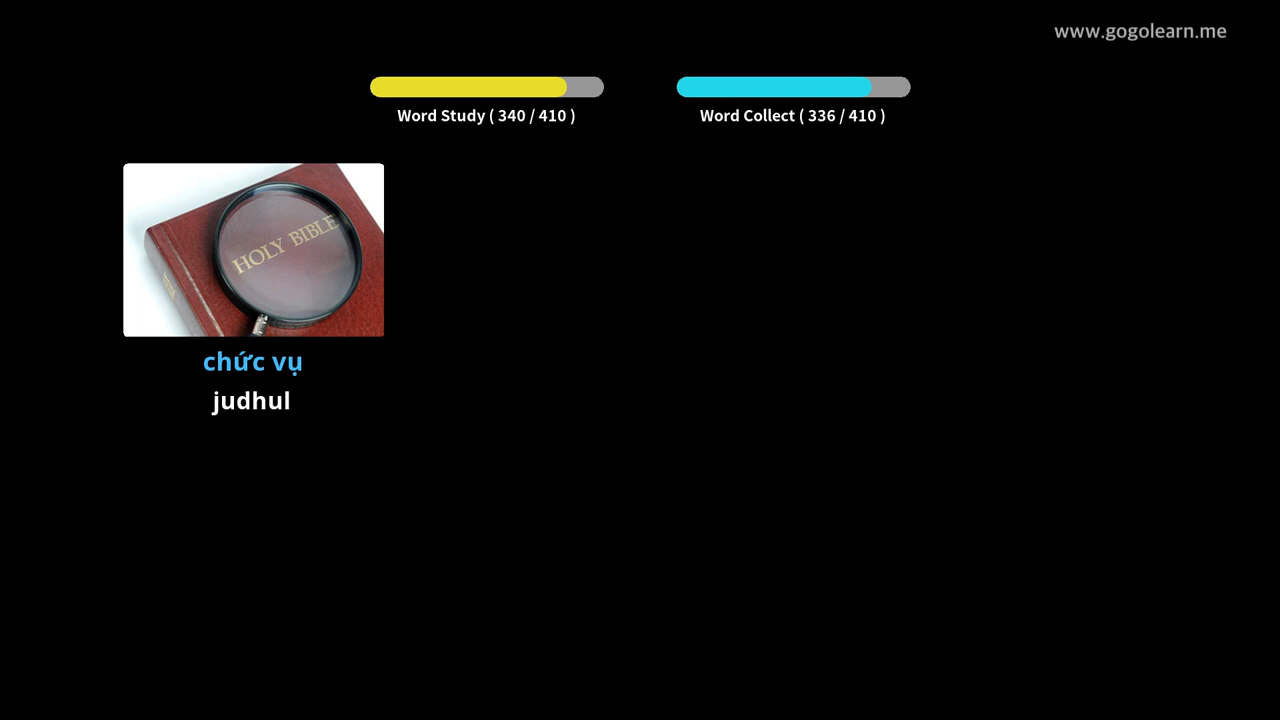 www.gogolearn.me
Word Study ( 340 / 410 )
Word Collect ( 336 / 410 )
HOLY BIBLE
chức vụ
judhul